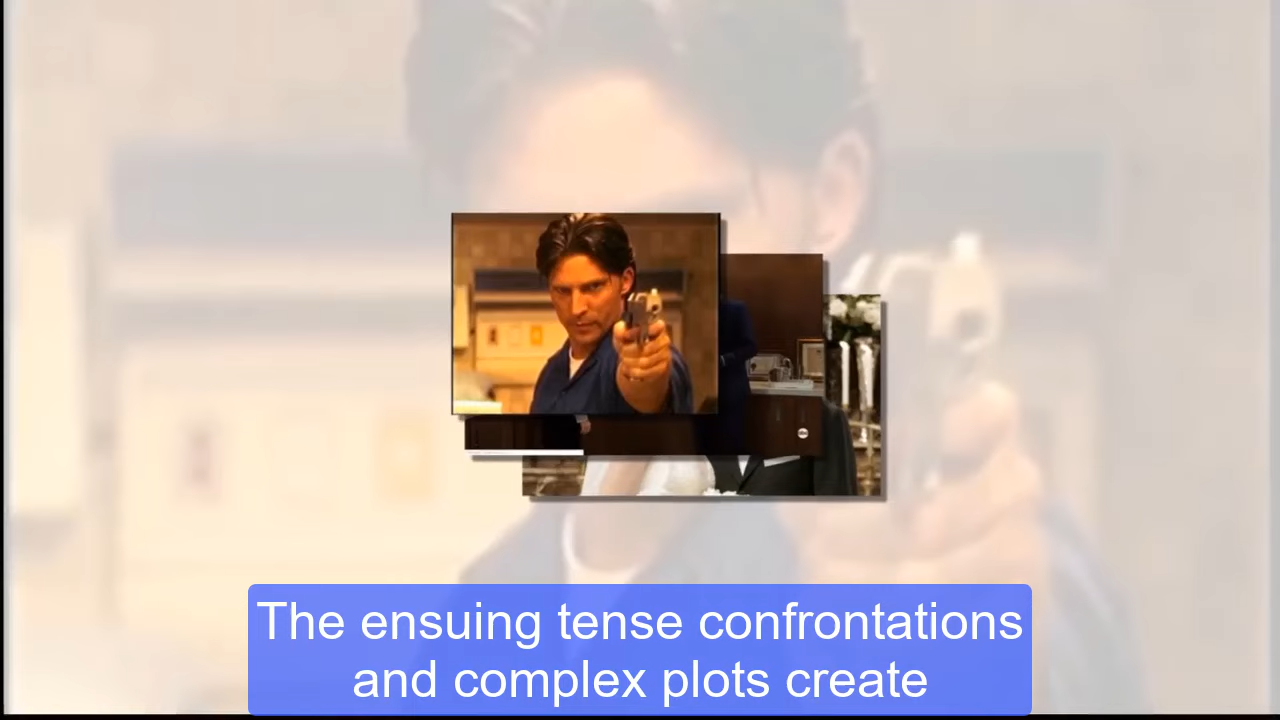 The ensuing tense confrontations
and complex plots create